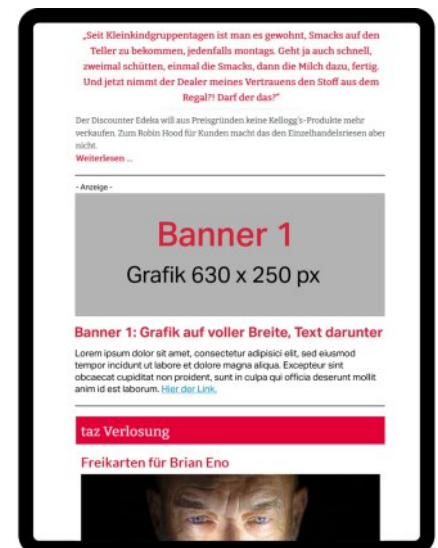 „Seit Kleinkindgruppentagen ist man es gewohnt, Smacks auf den
Teller zu bekommen, jedenfalls montags. Geht ja auch schnell,
zweimal schütten, einmal die Smacks, dann die Milch dazu, fertig.
Und jetzt nimmt der Dealer meines Vertrauens den Stoff aus dem
Regal?! Darf der das?“
Der Discounter Edeka will aus Preisgründen keine Kellogg's-Produkte mehr
verkaufen. Zum Robin Hood für Kunden macht das den Einzelhandelsriesen aber
nicht.
Weiterlesen ...
- Anzeige -
Banner 1
Grafik 630 x 250 px
Banner 1: Grafik auf voller Breite, Text darunter
Lorem ipsum dolor sit amet, consectetur adipisici elit, sed eiusmod
tempor incidunt ut labore et dolore magna aliqua. Excepteur sint
obcaecat cupiditat non proident, sunt in culpa qui officia deserunt mollit
anim id est laborum. Hier der Link.
taz Verlosung
Freikarten für Brian Eno